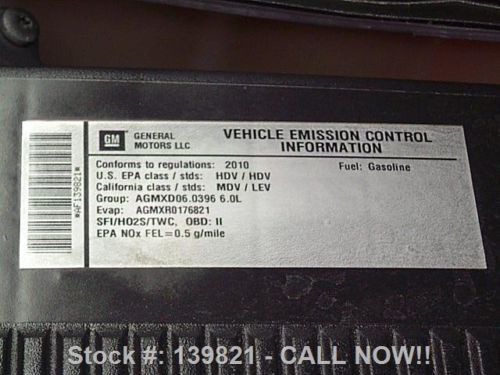 *AF139821*
GM
GENERAL
MOTORS LLC
VEHICLE EMISSION CONTROL
INFORMATION
Conforms to regulations: 2010
Fuel: Gasoline
U.S. EPA class / stds: HDV / HDV
California class / stds: MDV / LEV
Group: AGMXD06.0396 6.0L
Evap: AGMXR0176821
SFI/HO2S/TWC, OBD: II
EPA NOx FEL=0.5 g/mile
Stock #: 139821 - CALL NOW!!